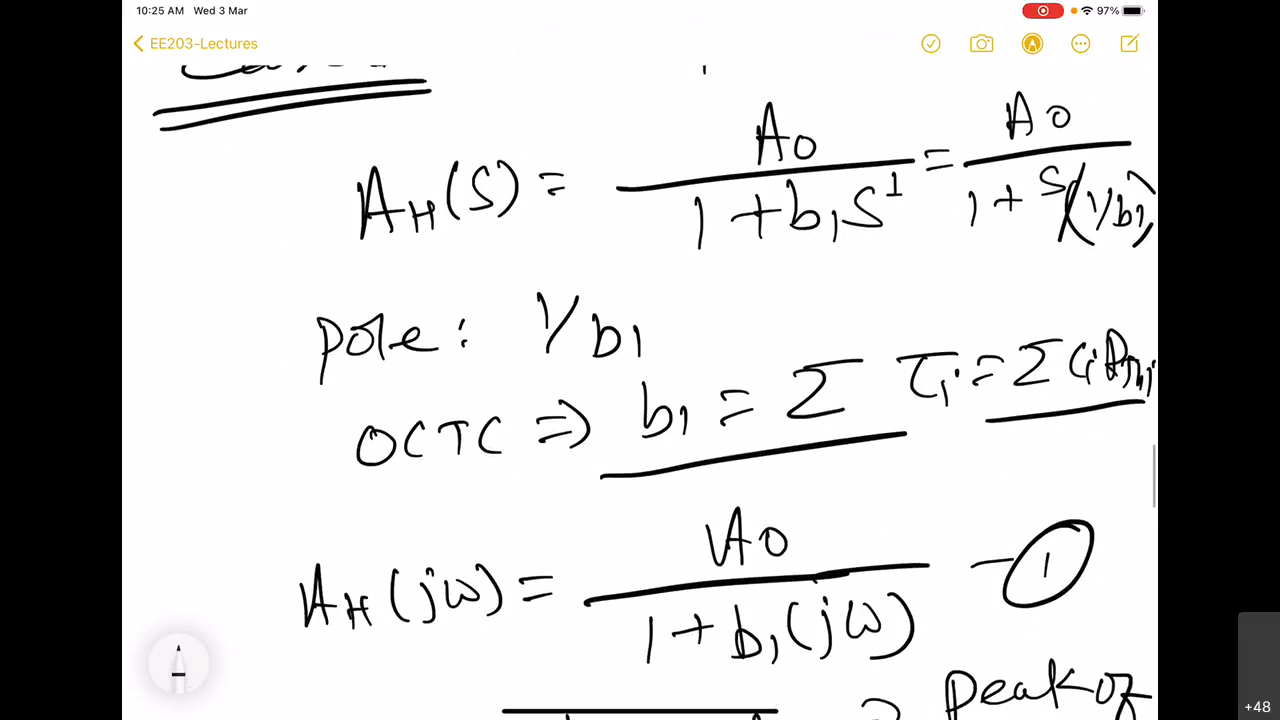 10:25 AM Wed 3 Mar 97%
EE203-Lectures
A_H(S) = A0 / (1 + b1 S^1) = A0 / (1 + S/(1/b1))
pole: 1/b1
OCTC => b1 = Σ τi = Σ Ci
A_H(jω) = A0 / (1 + b1(jω)) - 1
Peak of
+48